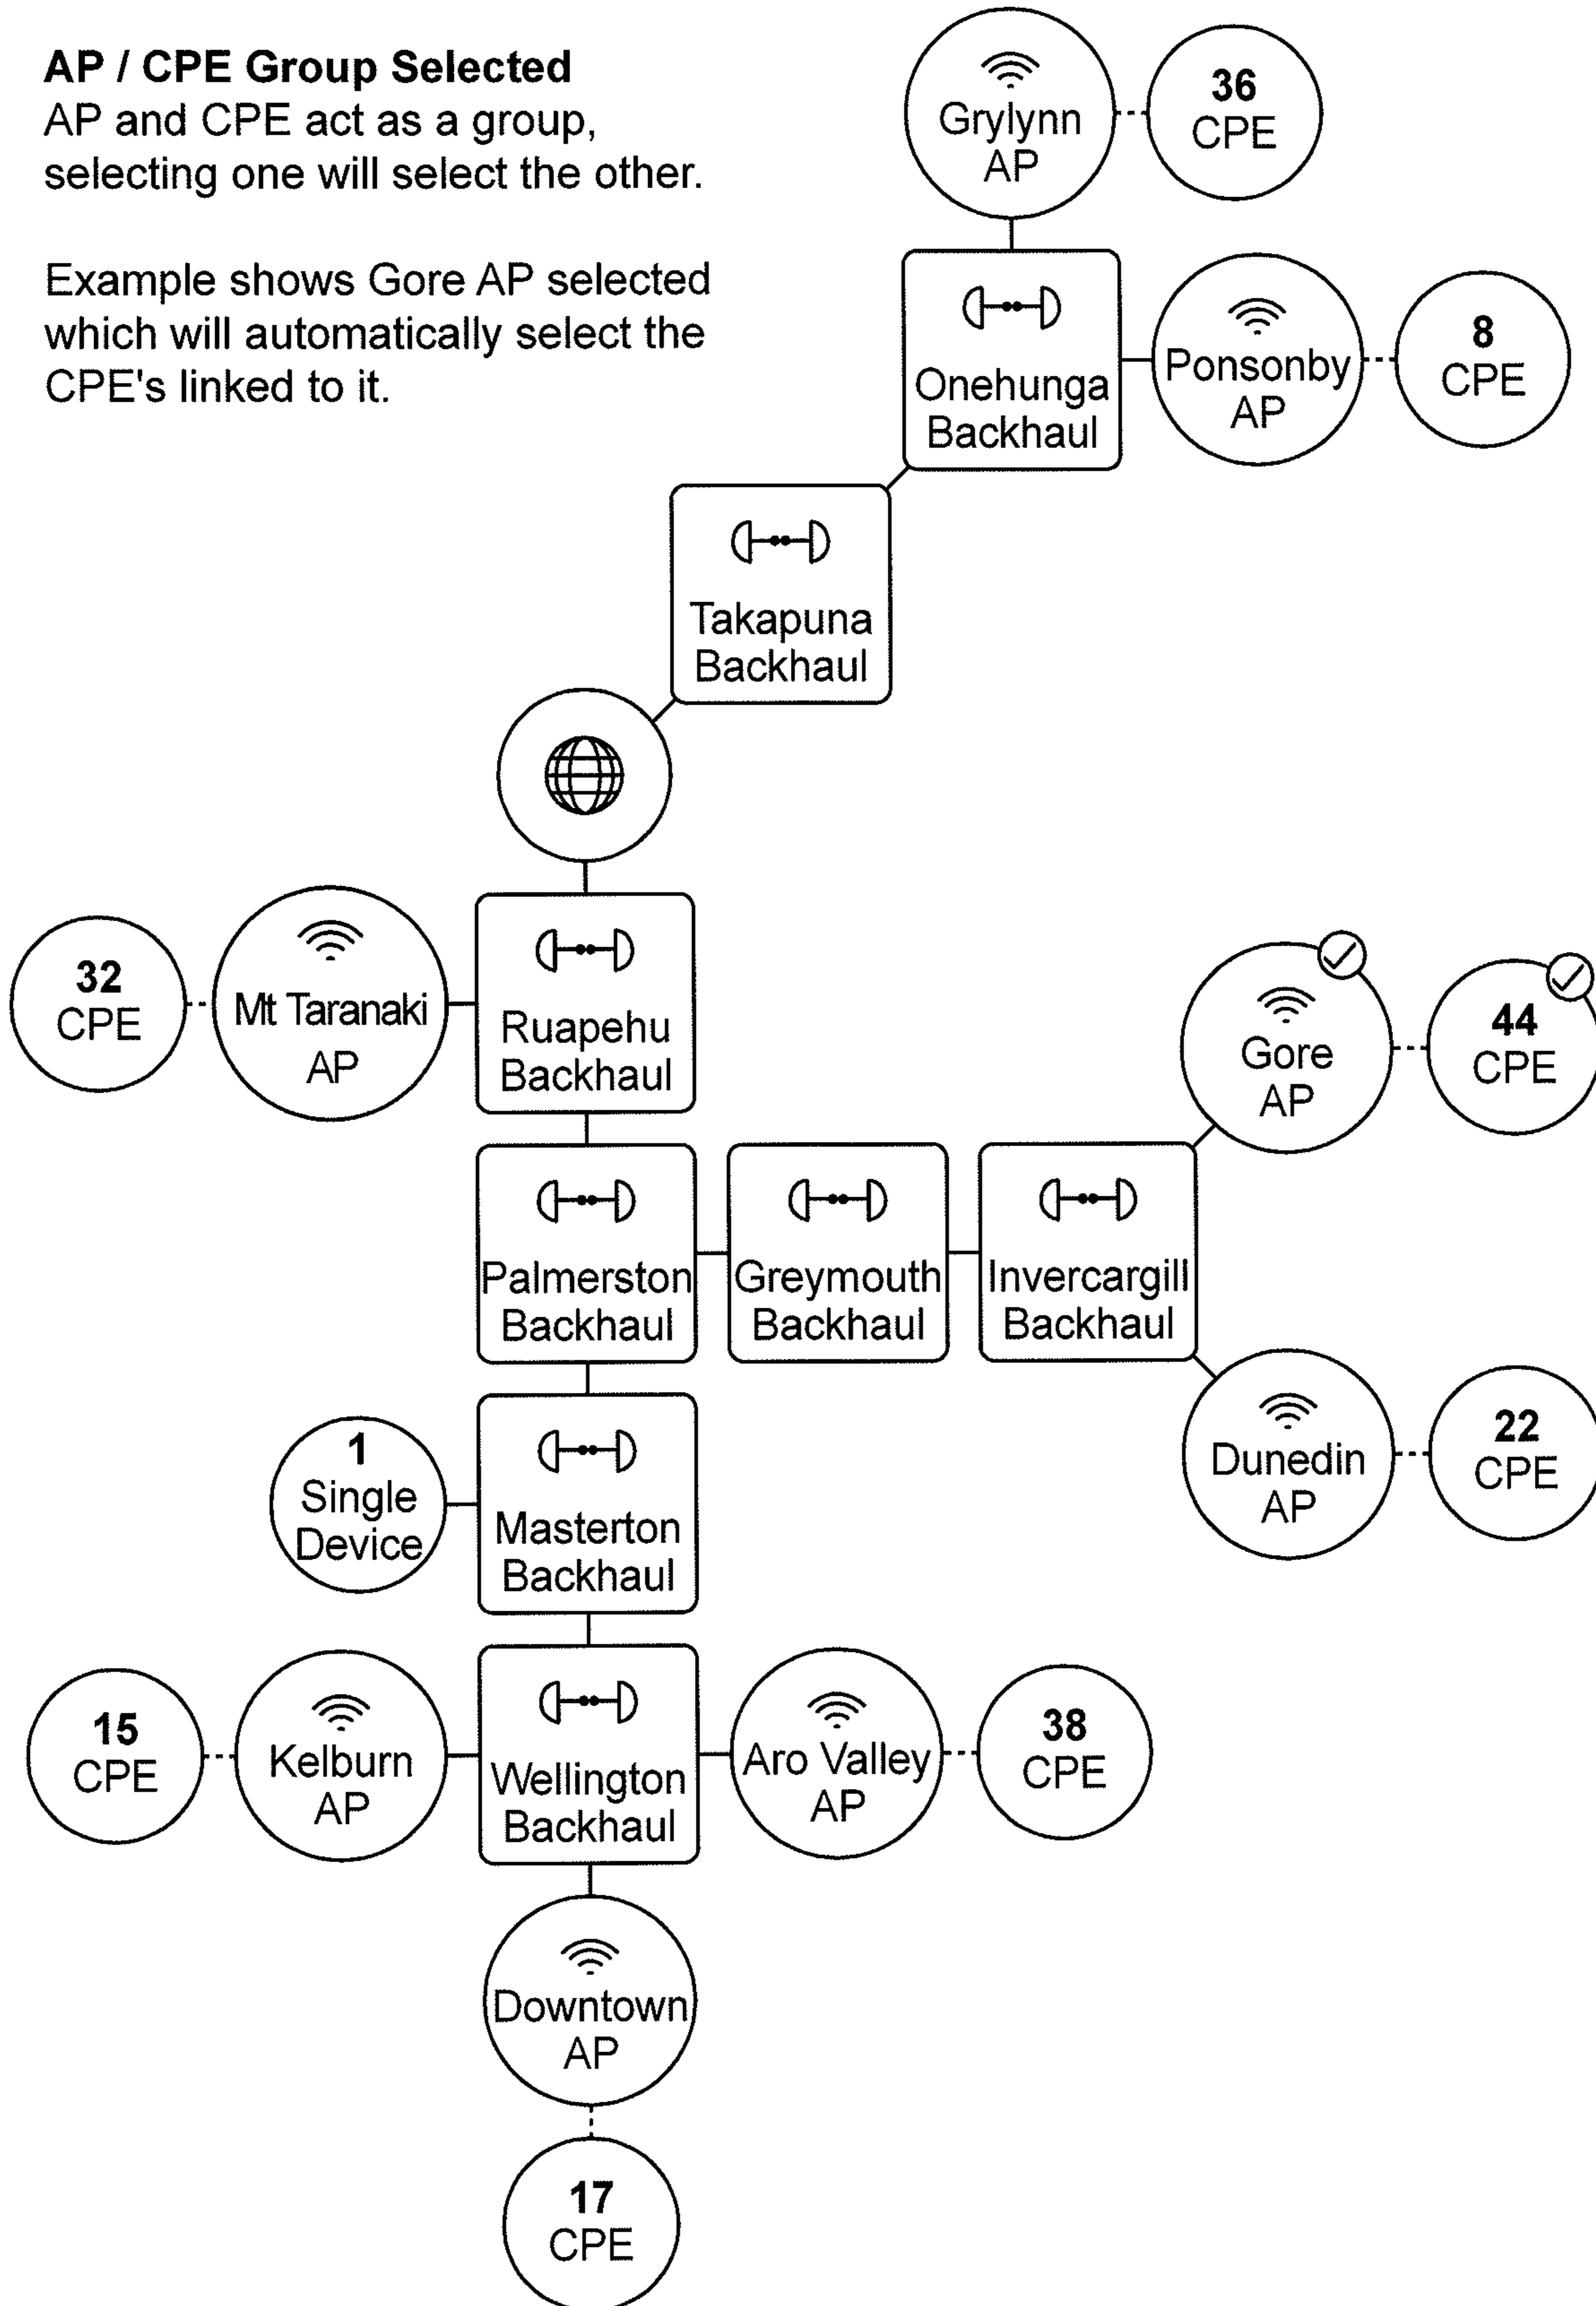 AP / CPE Group Selected
AP and CPE act as a group,
selecting one will select the other.
Example shows Gore AP selected
which will automatically select the
CPE's linked to it.
Grylynn
AP
36
CPE
Onehunga
Backhaul
Ponsonby
AP
8
CPE
Takapuna
Backhaul
32
CPE
Mt Taranaki
AP
Ruapehu
Backhaul
Gore
AP
44
CPE
Palmerston
Backhaul
Greymouth
Backhaul
Invercargill
Backhaul
1
Single
Device
Masterton
Backhaul
Dunedin
AP
22
CPE
15
CPE
Kelburn
AP
Wellington
Backhaul
Aro Valley
AP
38
CPE
Downtown
AP
17
CPE